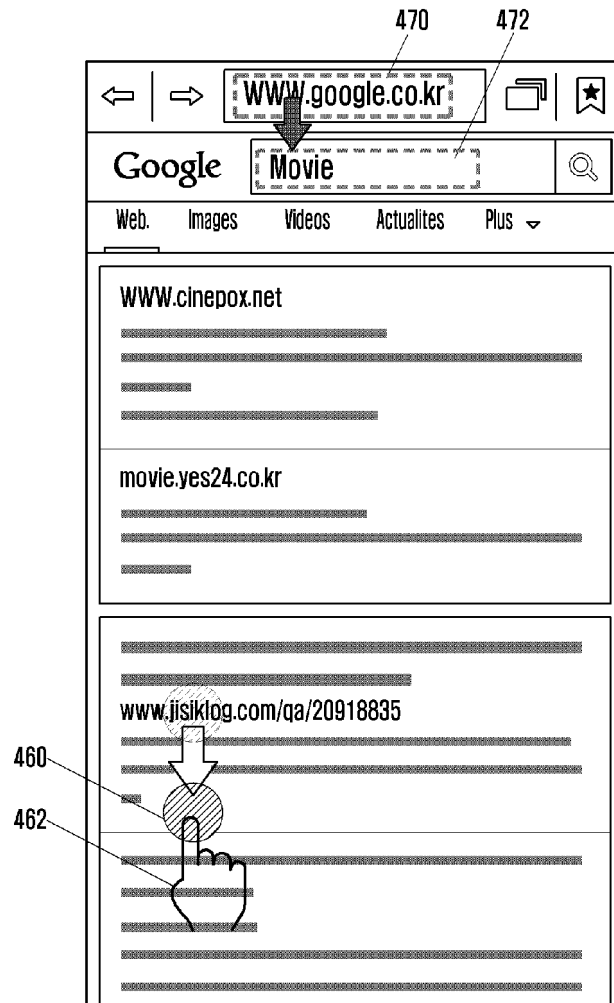 470 472
WWW.google.co.kr
Google Movie
Web. Images Videos Actualites Plus
WWW.cinepox.net
movie.yes24.co.kr
www.jisiklog.com/qa/20918835
460
462